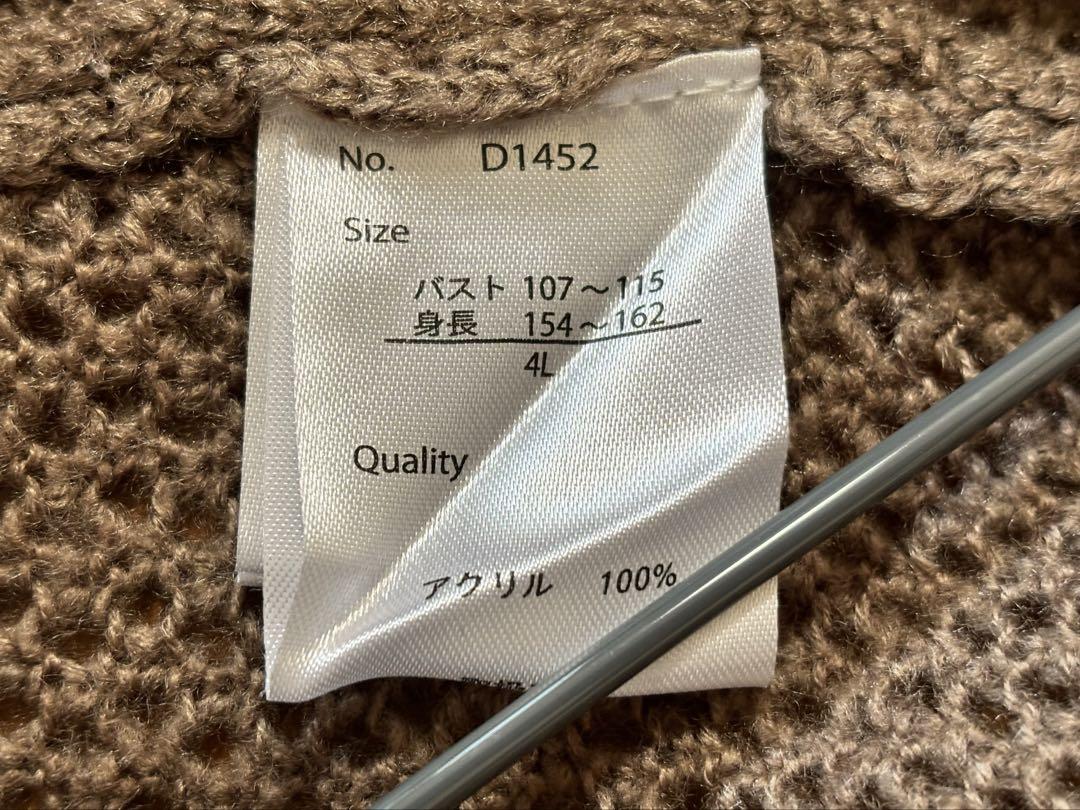 No. D1452
Size
バスト 107～115
身長 154～162
4L
Quality
アクリル 100%